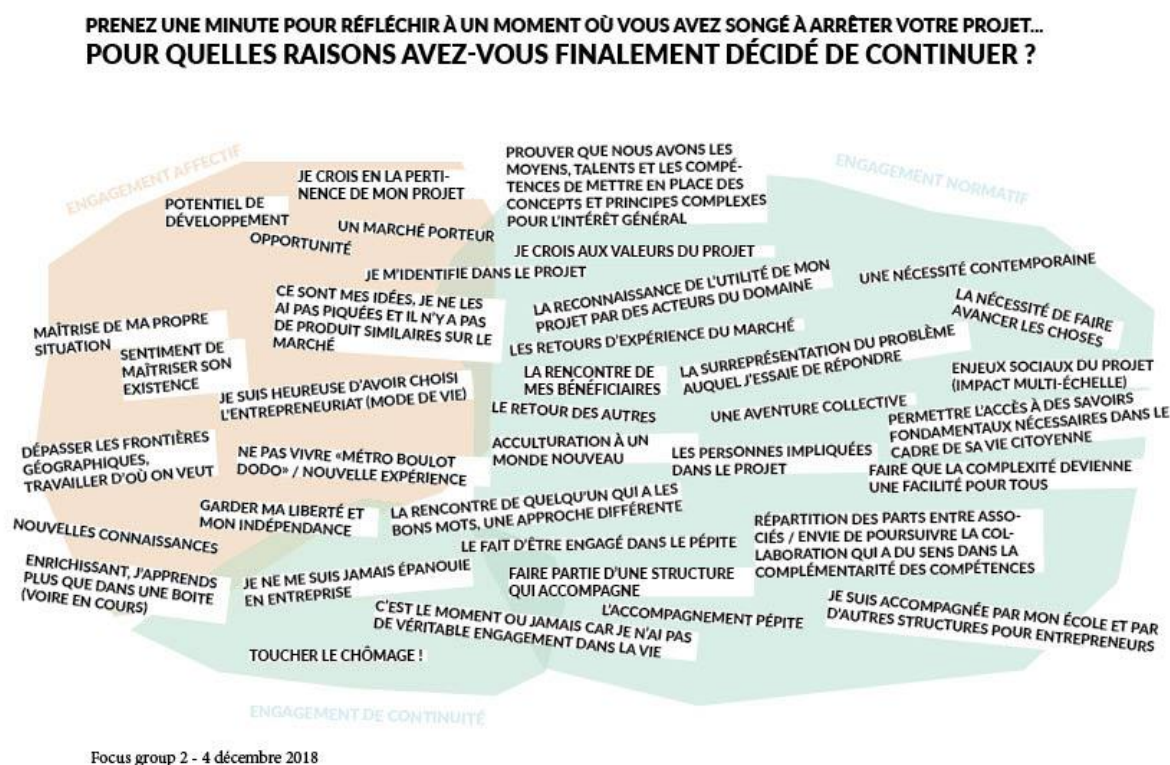 PRENEZ UNE MINUTE POUR RÉFLÉCHIR À UN MOMENT OÙ VOUS AVEZ SONGÉ À ARRÊTER VOTRE PROJET...
POUR QUELLES RAISONS AVEZ-VOUS FINALEMENT DÉCIDÉ DE CONTINUER ?
ENGAGEMENT AFFECTIF
JE CROIS EN LA PERTI-
NENCE DE MON PROJET
POTENTIEL DE
DÉVELOPPEMENT
OPPORTUNITÉ
UN MARCHÉ PORTEUR
JE M'IDENTIFIE DANS LE PROJET
CE SONT MES IDÉES, JE NE LES
AI PAS PIQUÉES ET IL N'Y A PAS
DE PRODUIT SIMILAIRES SUR LE
MARCHÉ
MAÎTRISE DE MA PROPRE
SITUATION
SENTIMENT DE
MAÎTRISER SON
EXISTENCE
JE SUIS HEUREUSE D'AVOIR CHOISI
L'ENTREPRENEURIAT (MODE DE VIE)
DÉPASSER LES FRONTIÈRES
GÉOGRAPHIQUES,
TRAVAILLER D'OÙ ON VEUT
NE PAS VIVRE «MÉTRO BOULOT
DODO» / NOUVELLE EXPÉRIENCE
GARDER MA LIBERTÉ ET
MON INDÉPENDANCE
NOUVELLES CONNAISSANCES
ENRICHISSANT, J'APPRENDS
PLUS QUE DANS UNE BOITE
(VOIRE EN COURS)
JE NE ME SUIS JAMAIS ÉPANOUIE
EN ENTREPRISE
ENGAGEMENT NORMATIF
PROUVER QUE NOUS AVONS LES
MOYENS, TALENTS ET LES COMPÉ-
TENCES DE METTRE EN PLACE DES
CONCEPTS ET PRINCIPES COMPLEXES
POUR L'INTÉRÊT GÉNÉRAL
JE CROIS AUX VALEURS DU PROJET
LA RECONNAISSANCE DE L'UTILITÉ DE MON
PROJET PAR DES ACTEURS DU DOMAINE
UNE NÉCESSITÉ CONTEMPORAINE
LA NÉCESSITÉ DE FAIRE
AVANCER LES CHOSES
LES RETOURS D'EXPÉRIENCE DU MARCHÉ
LA RENCONTRE DE
MES BÉNÉFICIAIRES
LA SURREPRÉSENTATION DU PROBLÈME
AUQUEL J'ESSAIE DE RÉPONDRE
ENJEUX SOCIAUX DU PROJET
(IMPACT MULTI-ÉCHELLE)
LE RETOUR DES AUTRES
UNE AVENTURE COLLECTIVE
PERMETTRE L'ACCÈS À DES SAVOIRS
FONDAMENTAUX NÉCESSAIRES DANS LE
CADRE DE SA VIE CITOYENNE
ACCULTURATION À UN
MONDE NOUVEAU
LES PERSONNES IMPLIQUÉES
DANS LE PROJET
FAIRE QUE LA COMPLEXITÉ DEVIENNE
UNE FACILITÉ POUR TOUS
LA RENCONTRE DE QUELQU'UN QUI A LES
BONS MOTS, UNE APPROCHE DIFFÉRENTE
LE FAIT D'ÊTRE ENGAGÉ DANS LE PÉPITE
RÉPARTITION DES PARTS ENTRE ASSO-
CIÉS / ENVIE DE POURSUIVRE LA COL-
LABORATION QUI A DU SENS DANS LA
COMPLÉMENTARITÉ DES COMPÉTENCES
FAIRE PARTIE D'UNE STRUCTURE
QUI ACCOMPAGNE
L'ACCOMPAGNEMENT PÉPITE
JE SUIS ACCOMPAGNÉE PAR MON ÉCOLE ET PAR
D'AUTRES STRUCTURES POUR ENTREPRENEURS
C'EST LE MOMENT OU JAMAIS CAR JE N'AI PAS
DE VÉRITABLE ENGAGEMENT DANS LA VIE
TOUCHER LE CHÔMAGE !
ENGAGEMENT DE CONTINUITÉ
Focus group 2 - 4 décembre 2018